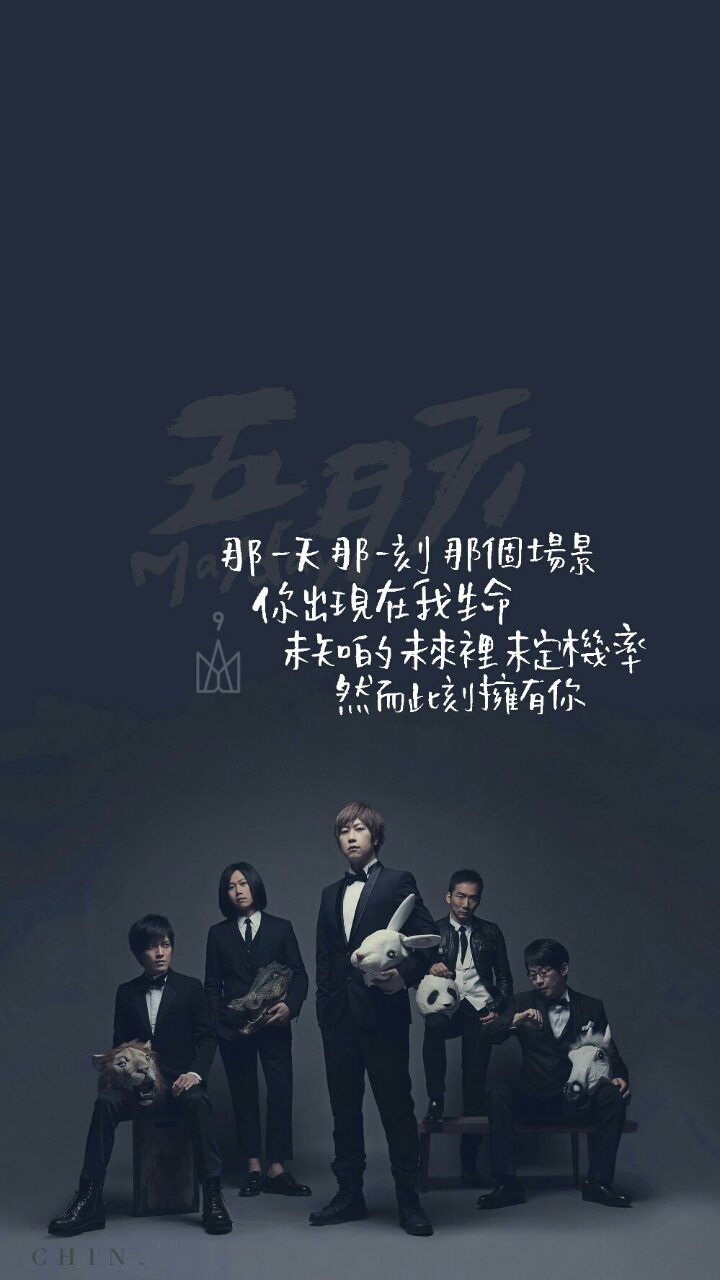 五月天
Mayday
那一天 那一刻 那個場景
你出現在我生命
未知的 未來裡 未定機率
然而此刻擁有你
9
CHIN.